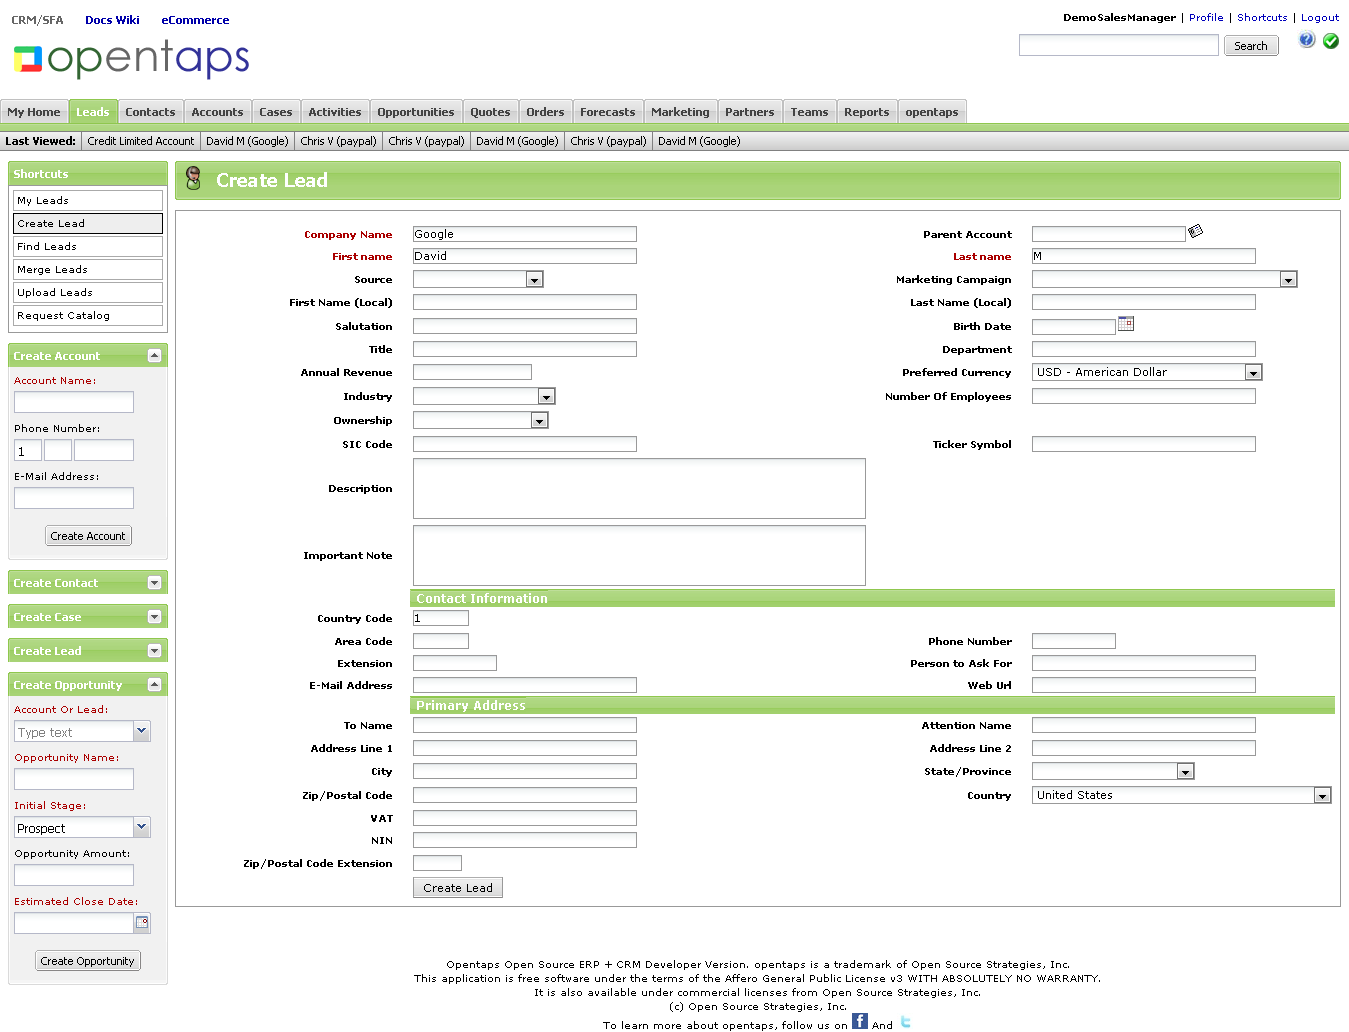 CRM/SFA Docs Wiki eCommerce
DemoSalesManager | Profile | Shortcuts | Logout
opentaps
Search
My Home Leads Contacts Accounts Cases Activities Opportunities Quotes Orders Forecasts Marketing Partners Teams Reports opentaps
Last Viewed: Credit Limited Account David M (Google) Chris V (paypal) Chris V (paypal) David M (Google) Chris V (paypal) David M (Google)
Shortcuts
My Leads
Create Lead
Find Leads
Merge Leads
Upload Leads
Request Catalog
Create Account
Account Name:
Phone Number:
1
E-Mail Address:
Create Account
Create Contact
Create Case
Create Lead
Create Opportunity
Account Or Lead:
Type text
Opportunity Name:
Initial Stage:
Prospect
Opportunity Amount:
Estimated Close Date:
Create Opportunity
Create Lead
Company Name Google Parent Account
First name David Last name M
Source Marketing Campaign
First Name (Local) Last Name (Local)
Salutation Birth Date
Title Department
Annual Revenue Preferred Currency USD - American Dollar
Industry Number Of Employees
Ownership
SIC Code Ticker Symbol
Description
Important Note
Contact Information
Country Code 1
Area Code Phone Number
Extension Person to Ask For
E-Mail Address Web Url
Primary Address
To Name Attention Name
Address Line 1 Address Line 2
City State/Province
Zip/Postal Code Country United States
VAT
NIN
Zip/Postal Code Extension
Create Lead
Opentaps Open Source ERP + CRM Developer Version. opentaps is a trademark of Open Source Strategies, Inc.
This application is free software under the terms of the Affero General Public License v3 WITH ABSOLUTELY NO WARRANTY.
It is also available under commercial licenses from Open Source Strategies, Inc.
(c) Open Source Strategies, Inc.
To learn more about opentaps, follow us on f And t